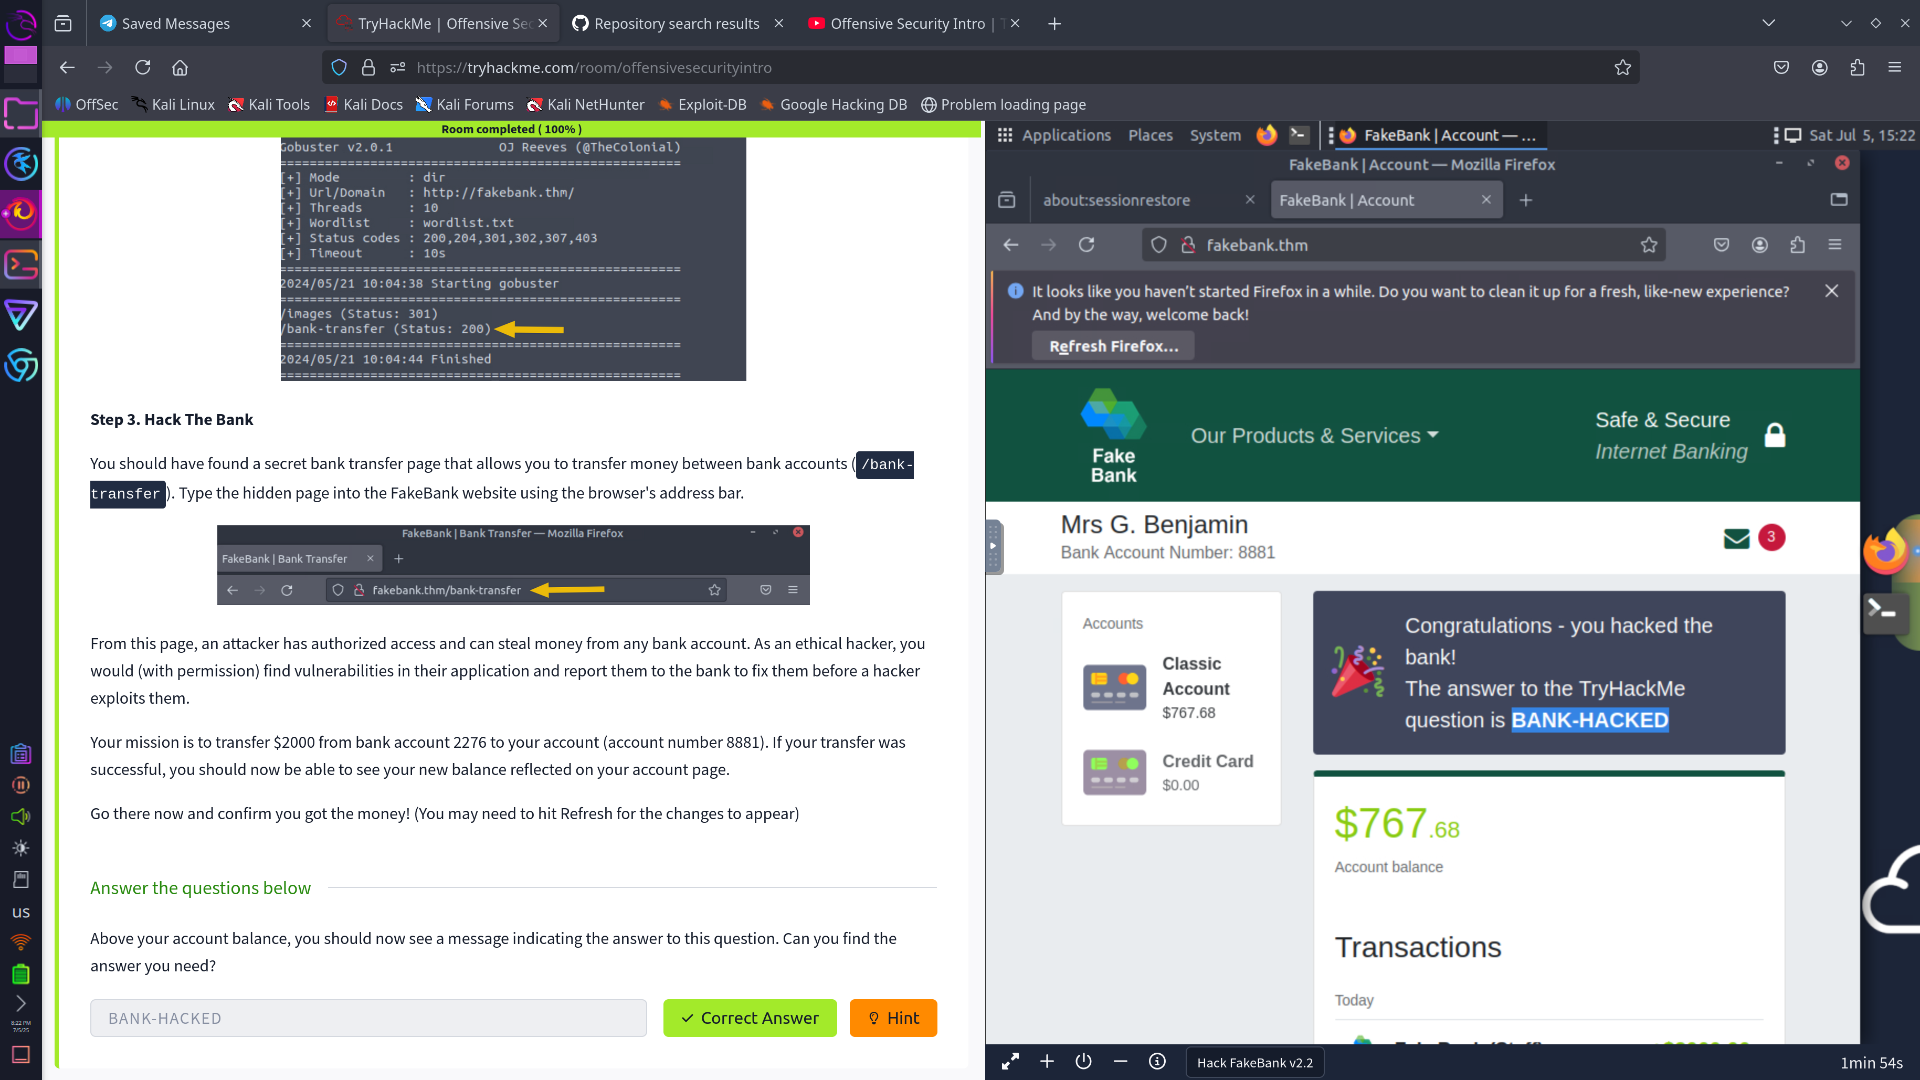 Saved Messages
TryHackMe | Offensive Sec
Repository search results
Offensive Security Intro | T
https://tryhackme.com/room/offensivesecurityintro
OffSec
Kali Linux
Kali Tools
Kali Docs
Kali Forums
Kali NetHunter
Exploit-DB
Google Hacking DB
Problem loading page
Room completed ( 100% )
Gobuster v2.0.1 OJ Reeves (@TheColonial)
=====================================================
[+] Mode : dir
[+] Url/Domain : http://fakebank.thm/
[+] Threads : 10
[+] Wordlist : wordlist.txt
[+] Status codes : 200,204,301,302,307,403
[+] Timeout : 10s
=====================================================
2024/05/21 10:04:38 Starting gobuster
=====================================================
/images (Status: 301)
/bank-transfer (Status: 200)
=====================================================
2024/05/21 10:04:44 Finished
=====================================================
Step 3. Hack The Bank
You should have found a secret bank transfer page that allows you to transfer money between bank accounts ( /bank-
transfer ). Type the hidden page into the FakeBank website using the browser's address bar.
FakeBank | Bank Transfer — Mozilla Firefox
FakeBank | Bank Transfer
fakebank.thm/bank-transfer
From this page, an attacker has authorized access and can steal money from any bank account. As an ethical hacker, you
would (with permission) find vulnerabilities in their application and report them to the bank to fix them before a hacker
exploits them.
Your mission is to transfer $2000 from bank account 2276 to your account (account number 8881). If your transfer was
successful, you should now be able to see your new balance reflected on your account page.
Go there now and confirm you got the money! (You may need to hit Refresh for the changes to appear)
Answer the questions below
Above your account balance, you should now see a message indicating the answer to this question. Can you find the
answer you need?
BANK-HACKED
Correct Answer
Hint
us
8:22 PM
7/5/25
Applications
Places
System
FakeBank | Account — ...
Sat Jul 5, 15:22
FakeBank | Account — Mozilla Firefox
about:sessionrestore
FakeBank | Account
fakebank.thm
It looks like you haven't started Firefox in a while. Do you want to clean it up for a fresh, like-new experience?
And by the way, welcome back!
Refresh Firefox...
Fake
Bank
Our Products & Services
Safe & Secure
Internet Banking
Mrs G. Benjamin
Bank Account Number: 8881
3
Accounts
Classic
Account
$767.68
Credit Card
$0.00
Congratulations - you hacked the
bank!
The answer to the TryHackMe
question is BANK-HACKED
$767.68
Account balance
Transactions
Today
Hack FakeBank v2.2
1min 54s